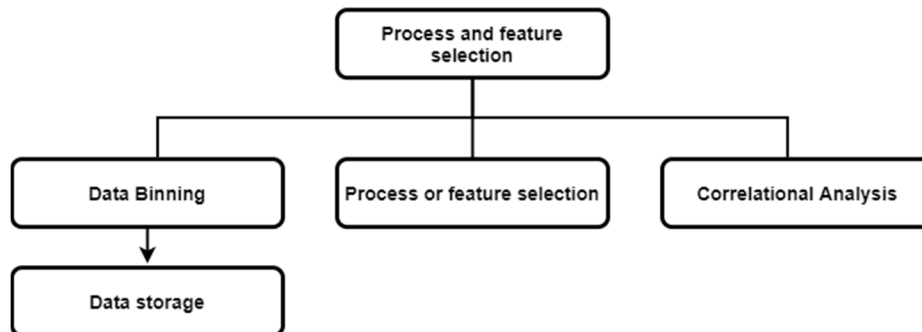 Process and feature
selection
Data Binning
Process or feature selection
Correlational Analysis
Data storage